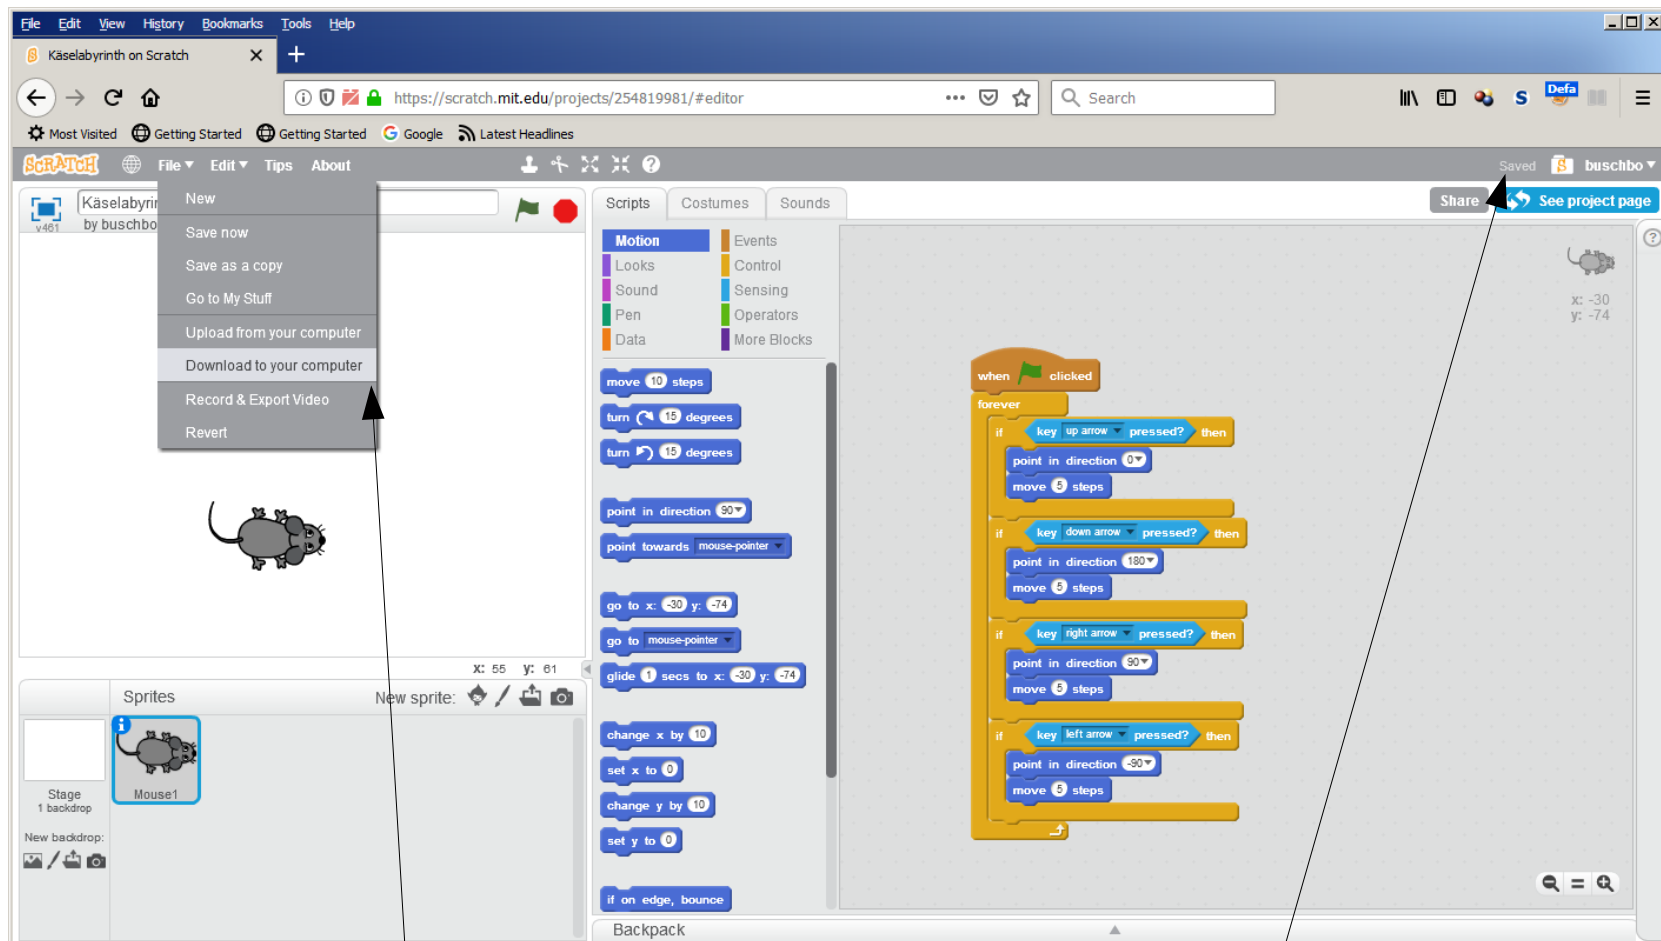 File Edit View History Bookmarks Tools Help
Käselabyrinth on Scratch
https://scratch.mit.edu/projects/254819981/#editor
Search
Defa
Most Visited Getting Started Getting Started Google Latest Headlines
SCRATCH File Edit Tips About
Saved buschbo
New
Save now
Save as a copy
Go to My Stuff
Upload from your computer
Download to your computer
Record & Export Video
Revert
v461
Käselabyrin
by buschbo
Scripts Costumes Sounds
Share See project page
Motion Events
Looks Control
Sound Sensing
Pen Operators
Data More Blocks
move 10 steps
turn 15 degrees
turn 15 degrees
point in direction 90
point towards mouse-pointer
go to x: -30 y: -74
go to mouse-pointer
glide 1 secs to x: -30 y: -74
change x by 10
set x to 0
change y by 10
set y to 0
if on edge, bounce
x: -30
y: -74
when clicked
forever
if key up arrow pressed? then
point in direction 0
move 5 steps
if key down arrow pressed? then
point in direction 180
move 5 steps
if key right arrow pressed? then
point in direction 90
move 5 steps
if key left arrow pressed? then
point in direction -90
move 5 steps
X: 55 y: 61
Sprites New sprite:
Stage
1 backdrop
Mouse1
New backdrop:
Backpack